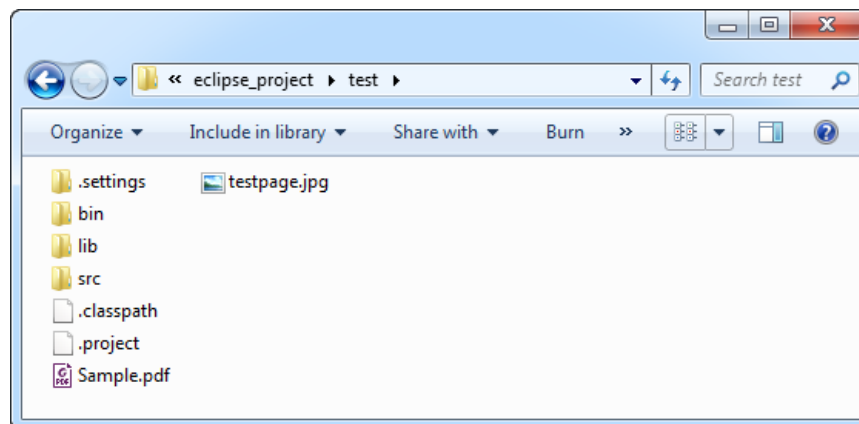 « eclipse_project test
Search test
Organize Include in library Share with Burn »
.settings
bin
lib
src
.classpath
.project
Sample.pdf
testpage.jpg